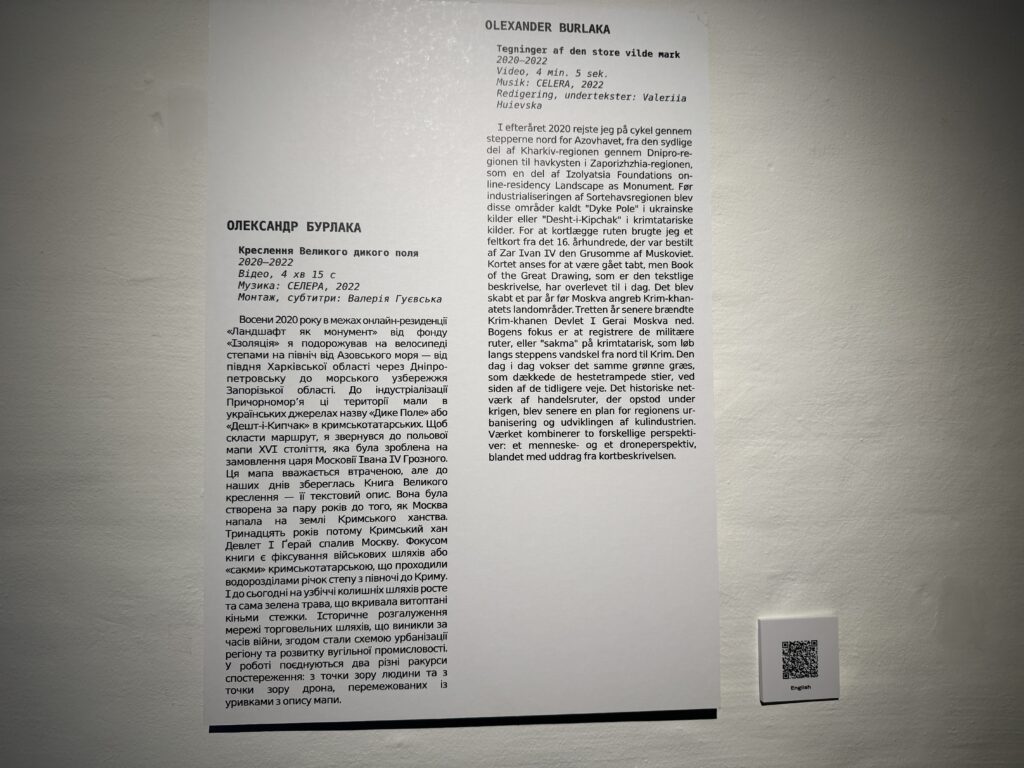 ОЛЕКСАНДР БУРЛАКА
Креслення Великого дикого поля
2020–2022
Відео, 4 хв 15 с
Музика: СЕЛЕРА, 2022
Монтаж, субтитри: Валерія Гуєвська
Восени 2020 року в межах онлайн-резиденції
«Ландшафт як монумент» від фонду
«Ізоляція» я подорожував на велосипеді
степами на північ від Азовського моря — від
півдня Харківської області через Дніпро-
петровську до морського узбережжя
Запорізької області. До індустріалізації
Причорномор’я ці території мали в
українських джерелах назву «Дике Поле» або
«Дешт-і-Кипчак» в кримськотатарських. Щоб
скласти маршрут, я звернувся до польової
мапи XVI століття, яка була зроблена на
замовлення царя Московії Івана IV Грозного.
Ця мапа вважається втраченою, але до
наших днів збереглась Книга Великого
креслення — її текстовий опис. Вона була
створена за пару років до того, як Москва
напала на землі Кримського ханства.
Тринадцять років потому Кримський хан
Девлет I Ґерай спалив Москву. Фокусом
книги є фіксування військових шляхів або
«сакми» кримськотатарською, що проходили
водорозділами річок степу з півночі до Криму.
І до сьогодні на узбіччі колишніх шляхів росте
та сама зелена трава, що вкривала витоптані
кіньми стежки. Історичне розгалуження
мережі торговельних шляхів, що виникли за
часів війни, згодом стали схемою урбанізації
регіону та розвитку вугільної промисловості.
У роботі поєднуються два різні ракурси
спостереження: з точки зору людини та з
точки зору дрона, перемежованих із
уривками з опису мапи.
OLEXANDER BURLAKA
Tegninger af den store vilde mark
2020–2022
Video, 4 min. 5 sek.
Musik: CELERA, 2022
Redigering, undertekster: Valeriia
Huievska
I efteråret 2020 rejste jeg på cykel gennem
stepperne nord for Azovhavet, fra den sydlige
del af Kharkiv-regionen gennem Dnipro-re-
gionen til havkysten i Zaporizhzhia-regionen,
som en del af Izolyatsia Foundations on-
line-residency Landscape as Monument. Før
industrialiseringen af Sortehavsregionen blev
disse områder kaldt "Dyke Pole" i ukrainske
kilder eller "Desht-i-Kipchak" i krimtatariske
kilder. For at kortlægge ruten brugte jeg et
feltkort fra det 16. århundrede, der var bestilt
af Zar Ivan IV den Grusomme af Muskoviet.
Kortet anses for at være gået tabt, men Book
of the Great Drawing, som er den tekstlige
beskrivelse, har overlevet til i dag. Det blev
skabt et par år før Moskva angreb Krim-khan-
atets landområder. Tretten år senere brændte
Krim-khanen Devlet I Gerai Moskva ned.
Bogens fokus er at registrere de militære
ruter, eller "sakma" på krimtatarisk, som løb
langs steppens vandskel fra nord til Krim. Den
dag i dag vokser det samme grønne græs,
som dækkede de hestetrampede stier, ved
siden af de tidligere veje. Det historiske net-
værk af handelsruter, der opstod under
krigen, blev senere en plan for regionens ur-
banisering og udviklingen af kulindustrien.
Værket kombinerer to forskellige perspekti-
ver: et menneske- og et droneperspektiv,
blandet med uddrag fra kortbeskrivelsen.
English